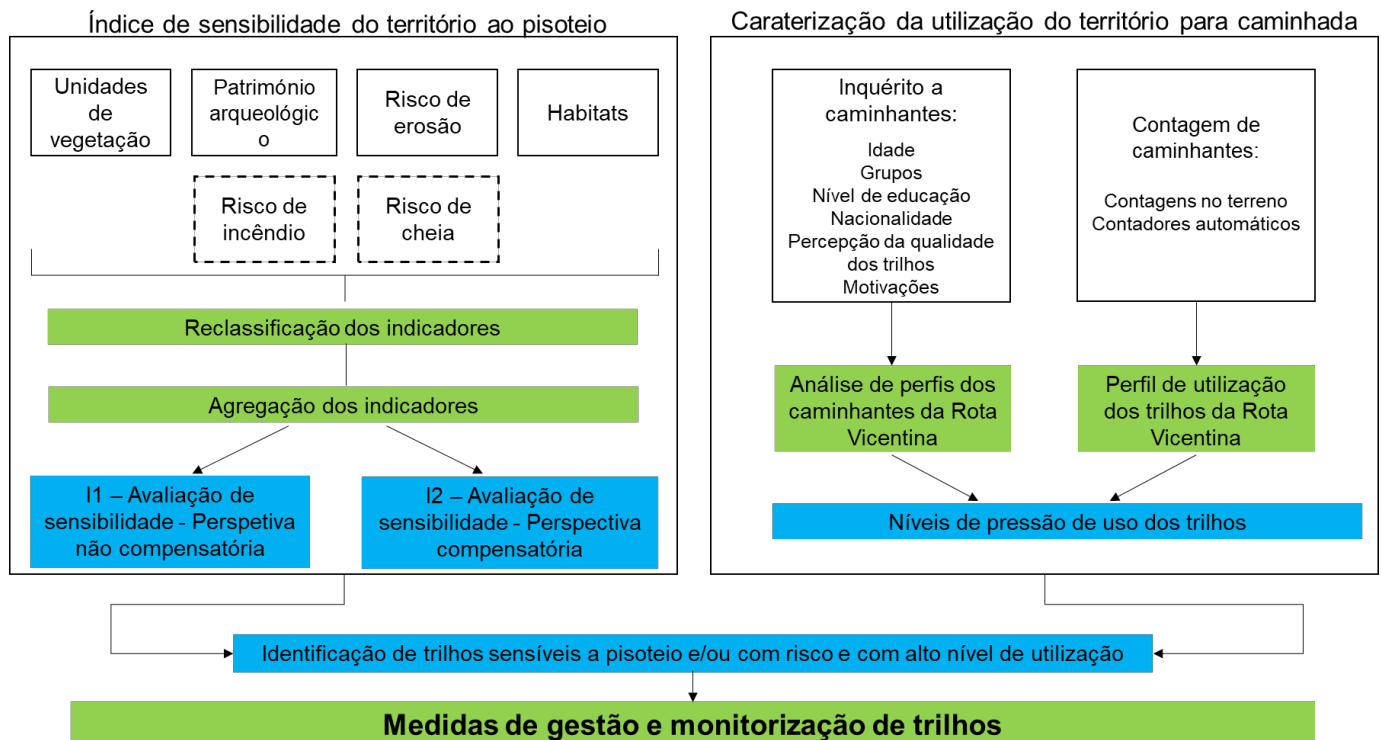 Índice de sensibilidade do território ao pisoteio
Unidades
de
vegetação
Património
arqueológic
o
Risco de
erosão
Habitats
Risco de
incêndio
Risco de
cheia
Reclassificação dos indicadores
Agregação dos indicadores
I1 – Avaliação de
sensibilidade - Perspetiva
não compensatória
I2 – Avaliação de
sensibilidade - Perspectiva
compensatória
Caraterização da utilização do território para caminhada
Inquérito a
caminhantes:
Idade
Grupos
Nível de educação
Nacionalidade
Percepção da qualidade
dos trilhos
Motivações
Contagem de
caminhantes:
Contagens no terreno
Contadores automáticos
Análise de perfis dos
caminhantes da Rota
Vicentina
Perfil de utilização
dos trilhos da Rota
Vicentina
Níveis de pressão de uso dos trilhos
Identificação de trilhos sensíveis a pisoteio e/ou com risco e com alto nível de utilização
Medidas de gestão e monitorização de trilhos